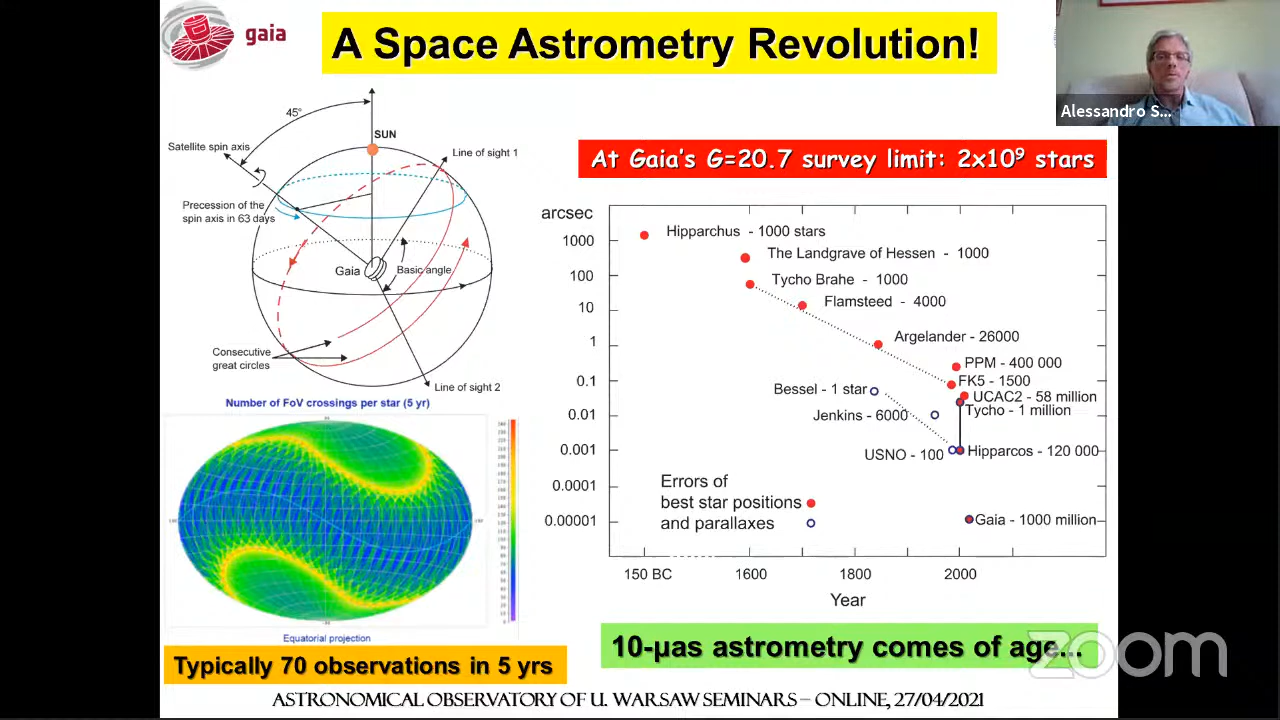 gaia
A Space Astrometry Revolution!
Alessandro S...
45°
SUN
Satellite spin axis
Line of sight 1
Precession of the
spin axis in 63 days
Gaia
Basic angle
Consecutive
great circles
Line of sight 2
At Gaia's G=20.7 survey limit: 2x10⁹ stars
arcsec
1000
100
10
1
0.1
0.01
0.001
0.0001
0.00001
Hipparchus - 1000 stars
The Landgrave of Hessen - 1000
Tycho Brahe - 1000
Flamsteed - 4000
Argelander - 26000
PPM - 400 000
FK5 - 1500
Bessel - 1 star
UCAC2 - 58 million
Tycho - 1 million
Jenkins - 6000
USNO - 100
Hipparcos - 120 000
Errors of
best star positions
and parallaxes
Gaia - 1000 million
150 BC
1600
1800
2000
Year
Number of FoV crossings per star (5 yr)
Equatorial projection
Typically 70 observations in 5 yrs
10-µas astrometry comes of age...
zoom
ASTRONOMICAL OBSERVATORY OF U. WARSAW SEMINARS – ONLINE, 27/04/2021